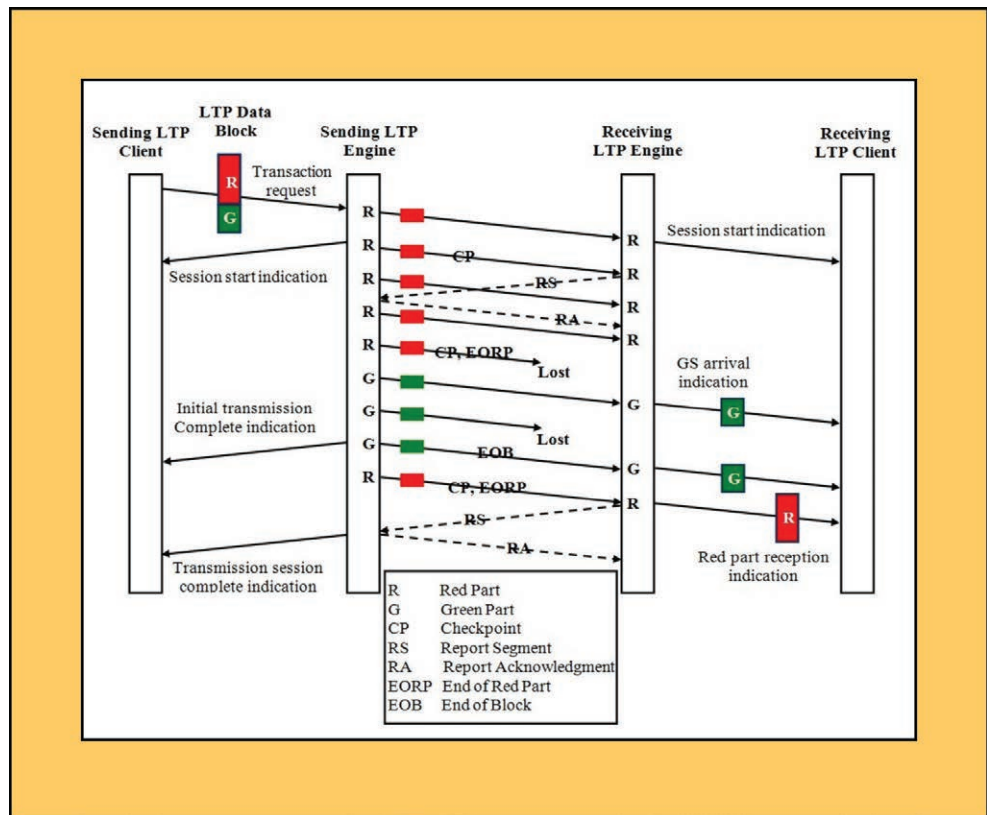 LTP Data
Block
Sending LTP
Client
Sending LTP
Engine
Receiving
LTP Engine
Receiving
LTP Client
R
G
Transaction
request
Session start indication
Session start indication
R
R
R
R
R
G
G
G
R
CP
RS
RA
CP, EORP
Lost
Lost
EOB
CP, EORP
RS
RA
R
R
R
R
G
G
R
GS arrival
indication
G
G
R
Initial transmission
Complete indication
Red part reception
indication
Transmission session
complete indication
R Red Part
G Green Part
CP Checkpoint
RS Report Segment
RA Report Acknowledgment
EORP End of Red Part
EOB End of Block